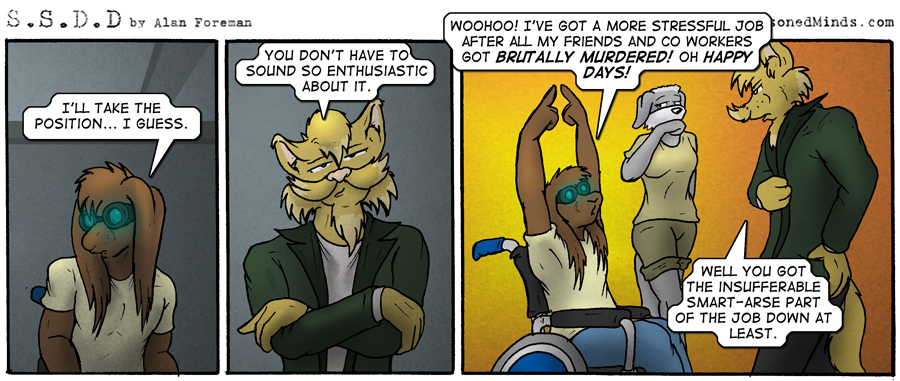 S.S.D.D by Alan Foreman
sonedMinds.com
I'LL TAKE THE
POSITION... I GUESS.
YOU DON'T HAVE TO
SOUND SO ENTHUSIASTIC
ABOUT IT.
WOOHOO! I'VE GOT A MORE STRESSFUL JOB
AFTER ALL MY FRIENDS AND CO WORKERS
GOT BRUTALLY MURDERED! OH HAPPY
DAYS!
WELL YOU GOT
THE INSUFFERABLE
SMART-ARSE PART
OF THE JOB DOWN AT
LEAST.